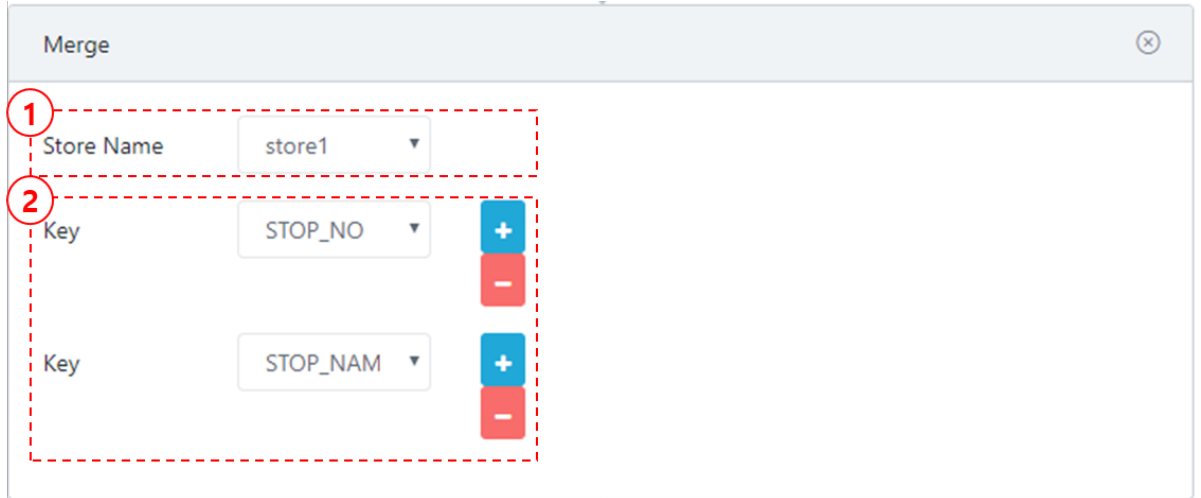 Merge
1
Store Name store1
2
Key STOP_NO
Key STOP_NAM